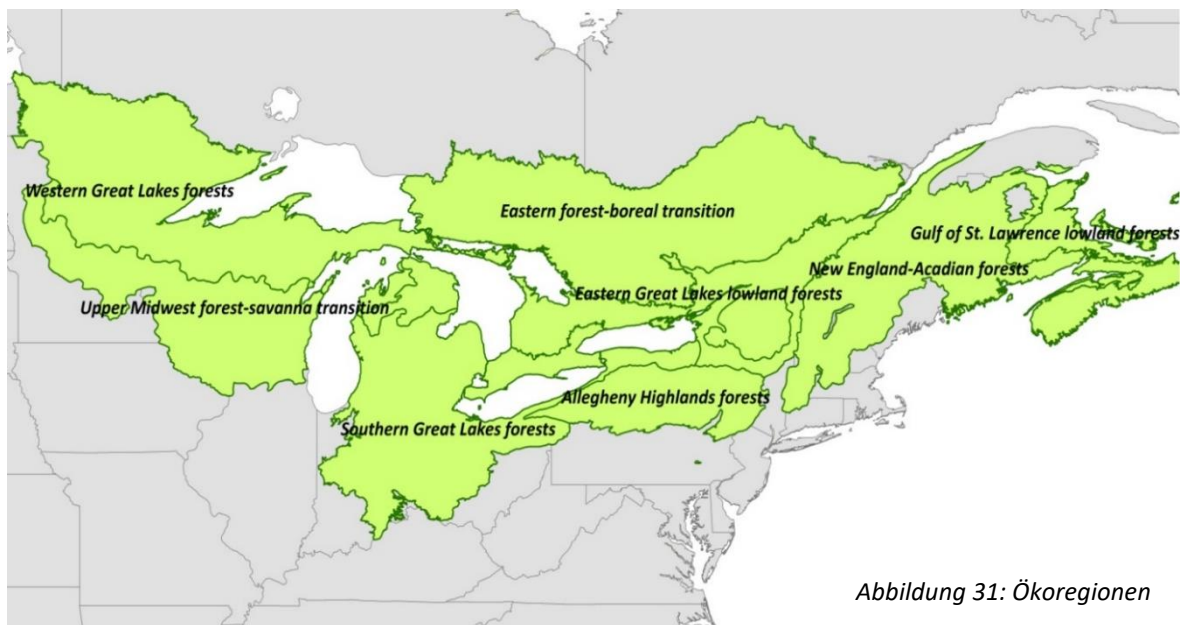 Western Great Lakes forests
Eastern forest-boreal transition
Gulf of St. Lawrence lowland forests
New England-Acadian forests
Eastern Great Lakes lowland forests
Upper Midwest forest-savanna transition
Allegheny Highlands forests
Southern Great Lakes forests
Abbildung 31: Ökoregionen